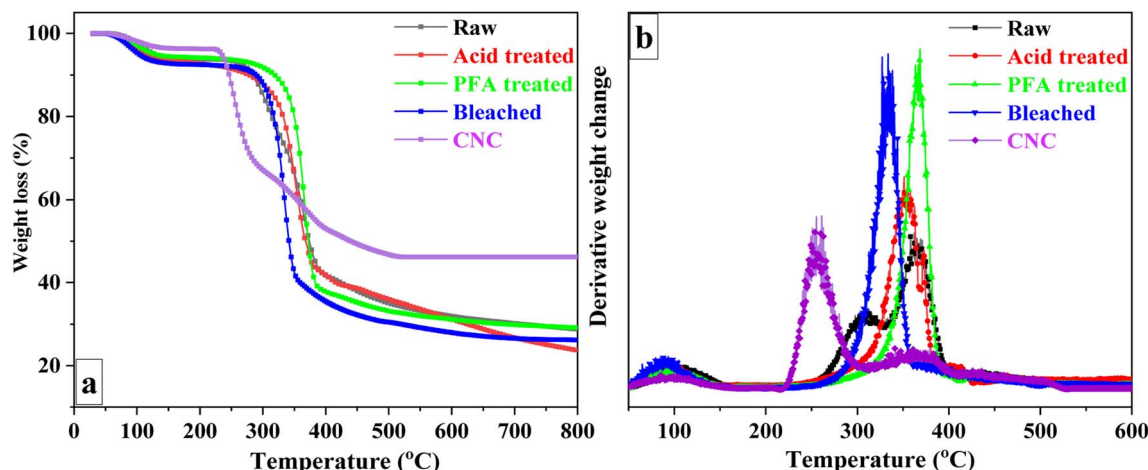 a
Weight loss (%)
100
80
60
40
20
0 100 200 300 400 500 600 700 800
Temperature (°C)
Raw
Acid treated
PFA treated
Bleached
CNC
b
Derivative weight change
100 200 300 400 500 600
Temperature (°C)
Raw
Acid treated
PFA treated
Bleached
CNC